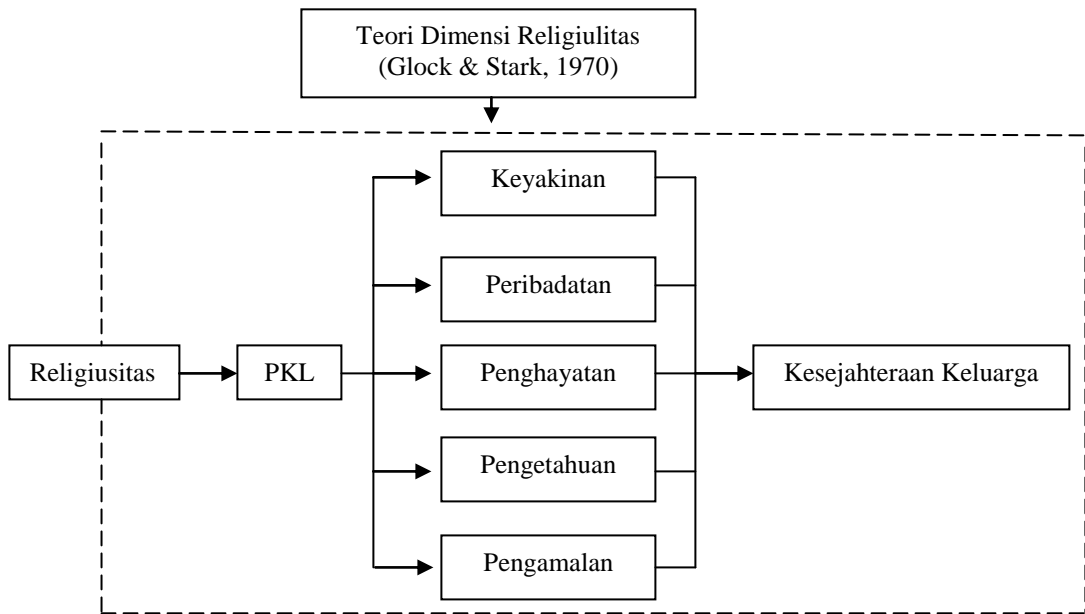 Teori Dimensi Religiulitas
(Glock & Stark, 1970)
Keyakinan
Peribadatan
Religiusitas
PKL
Penghayatan
Kesejahteraan Keluarga
Pengetahuan
Pengamalan